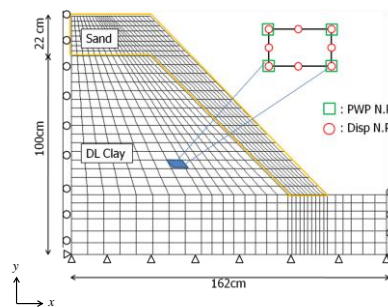 22 cm
Sand
: PWP N.P
: Disp N.P
100cm
DL Clay
162cm
y
x